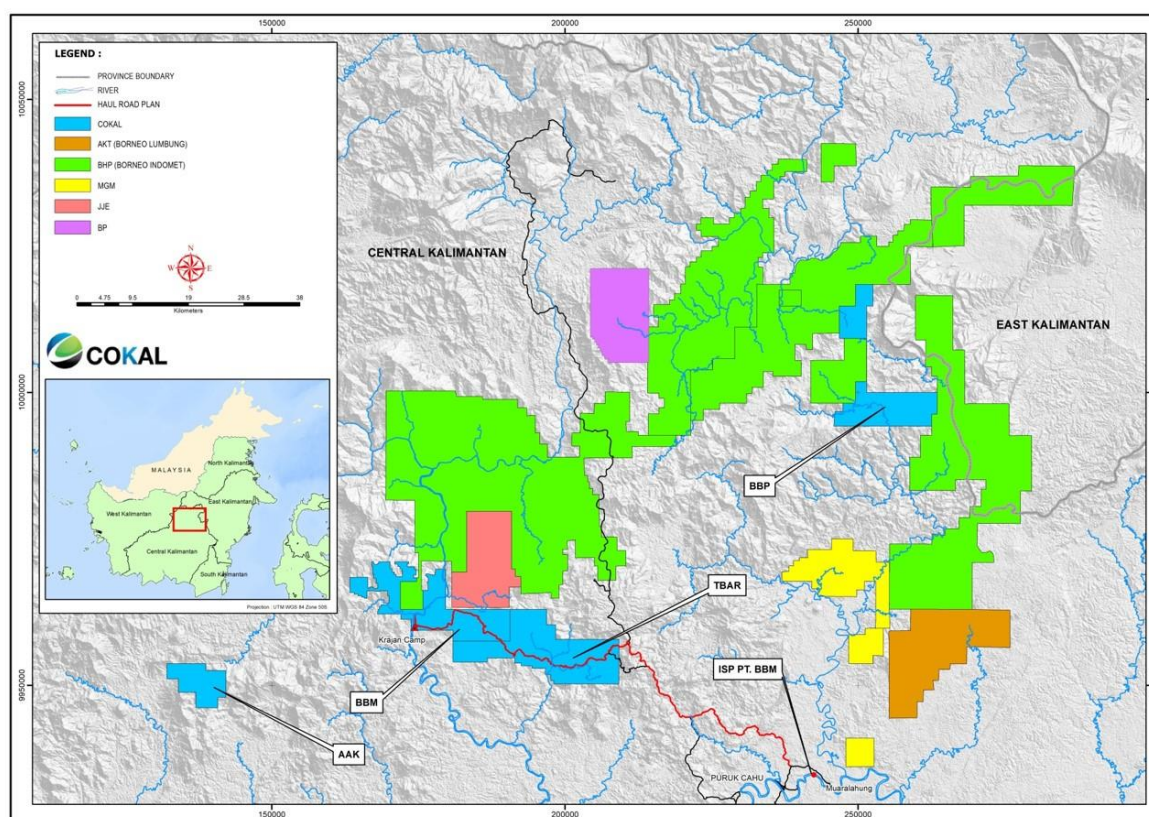 150000
200000
250000
LEGEND :
PROVINCE BOUNDARY
RIVER
HAUL ROAD PLAN
COKAL
AKT (BORNEO LUMBUNG)
BHP (BORNEO INDOMET)
MGM
JJE
BP
N
W E
S
0 4.75 9.5 19 28.5 38
Kilometers
COKAL
MALAYSIA
North Kalimantan
East Kalimantan
West Kalimantan
Central Kalimantan
South Kalimantan
Projection : UTM WGS 84 Zone 50S
10050000
10050000
CENTRAL KALIMANTAN
EAST KALIMANTAN
10000000
10000000
BBP
TBAR
Krajan Camp
ISP PT. BBM
9950000
9950000
BBM
AAK
PURUK CAHU
Muaralahung
150000
200000
250000